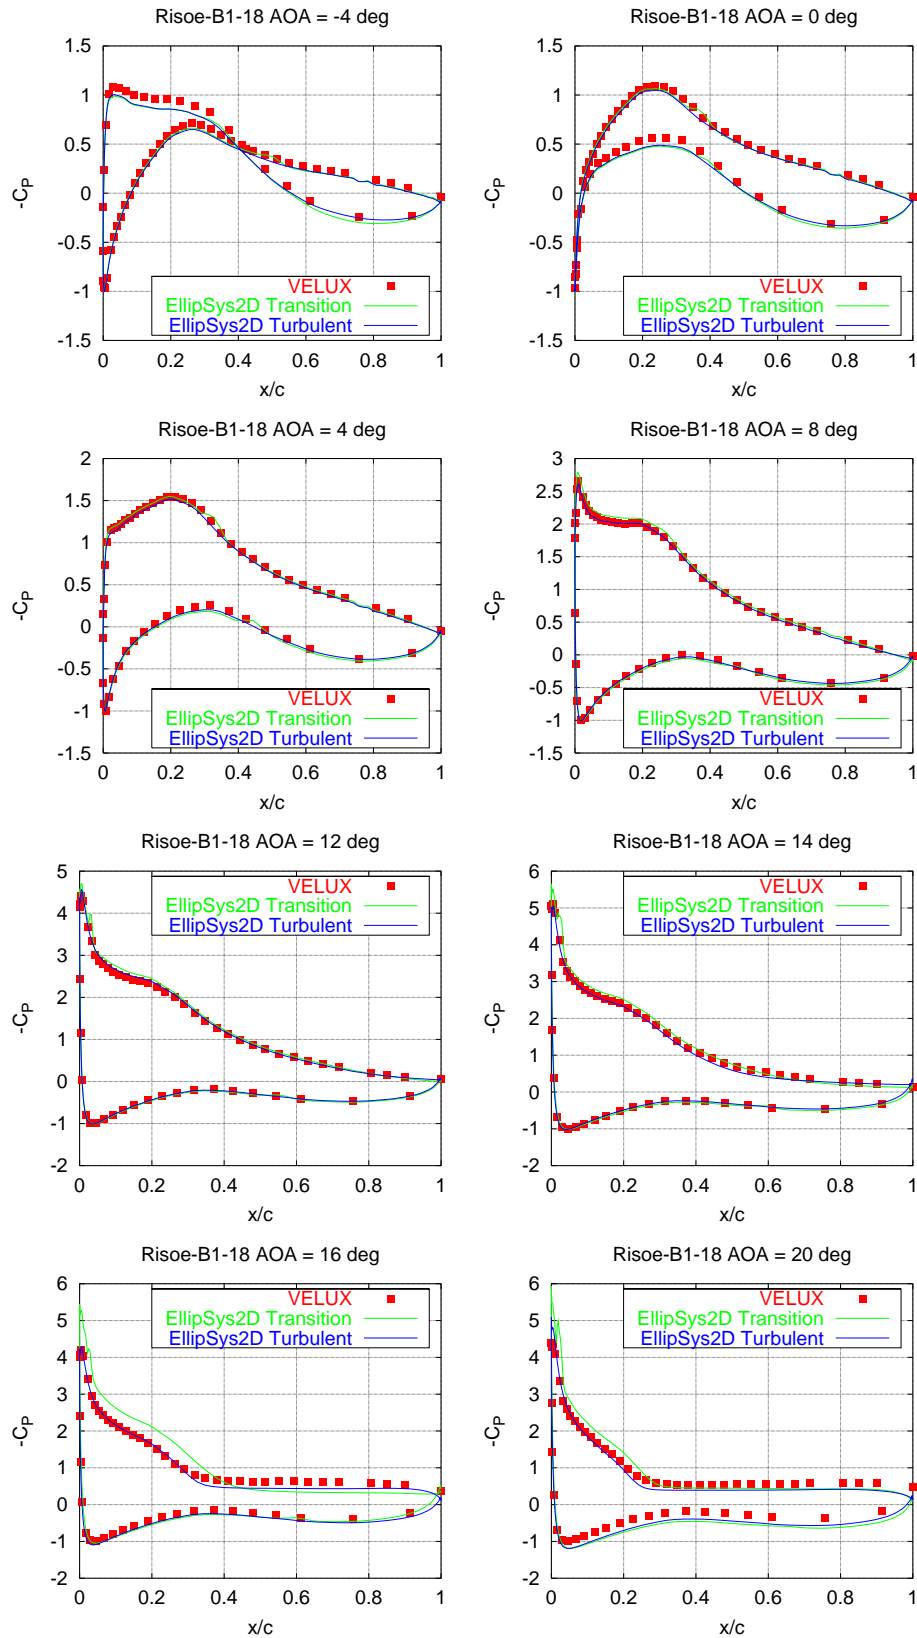 Risoe-B1-18 AOA = -4 deg
1.5
1
0.5
0
-0.5
-1
-1.5
-CP
VELUX
EllipSys2D Transition
EllipSys2D Turbulent
0 0.2 0.4 0.6 0.8 1
x/c
Risoe-B1-18 AOA = 0 deg
1.5
1
0.5
0
-0.5
-1
-1.5
-CP
VELUX
EllipSys2D Transition
EllipSys2D Turbulent
0 0.2 0.4 0.6 0.8 1
x/c
Risoe-B1-18 AOA = 4 deg
2
1.5
1
0.5
0
-0.5
-1
-1.5
-CP
VELUX
EllipSys2D Transition
EllipSys2D Turbulent
0 0.2 0.4 0.6 0.8 1
x/c
Risoe-B1-18 AOA = 8 deg
3
2.5
2
1.5
1
0.5
0
-0.5
-1
-1.5
-CP
VELUX
EllipSys2D Transition
EllipSys2D Turbulent
0 0.2 0.4 0.6 0.8 1
x/c
Risoe-B1-18 AOA = 12 deg
5
4
3
2
1
0
-1
-2
-CP
VELUX
EllipSys2D Transition
EllipSys2D Turbulent
0 0.2 0.4 0.6 0.8 1
x/c
Risoe-B1-18 AOA = 14 deg
6
5
4
3
2
1
0
-1
-2
-CP
VELUX
EllipSys2D Transition
EllipSys2D Turbulent
0 0.2 0.4 0.6 0.8 1
x/c
Risoe-B1-18 AOA = 16 deg
6
5
4
3
2
1
0
-1
-2
-CP
VELUX
EllipSys2D Transition
EllipSys2D Turbulent
0 0.2 0.4 0.6 0.8 1
x/c
Risoe-B1-18 AOA = 20 deg
6
5
4
3
2
1
0
-1
-2
-CP
VELUX
EllipSys2D Transition
EllipSys2D Turbulent
0 0.2 0.4 0.6 0.8 1
x/c